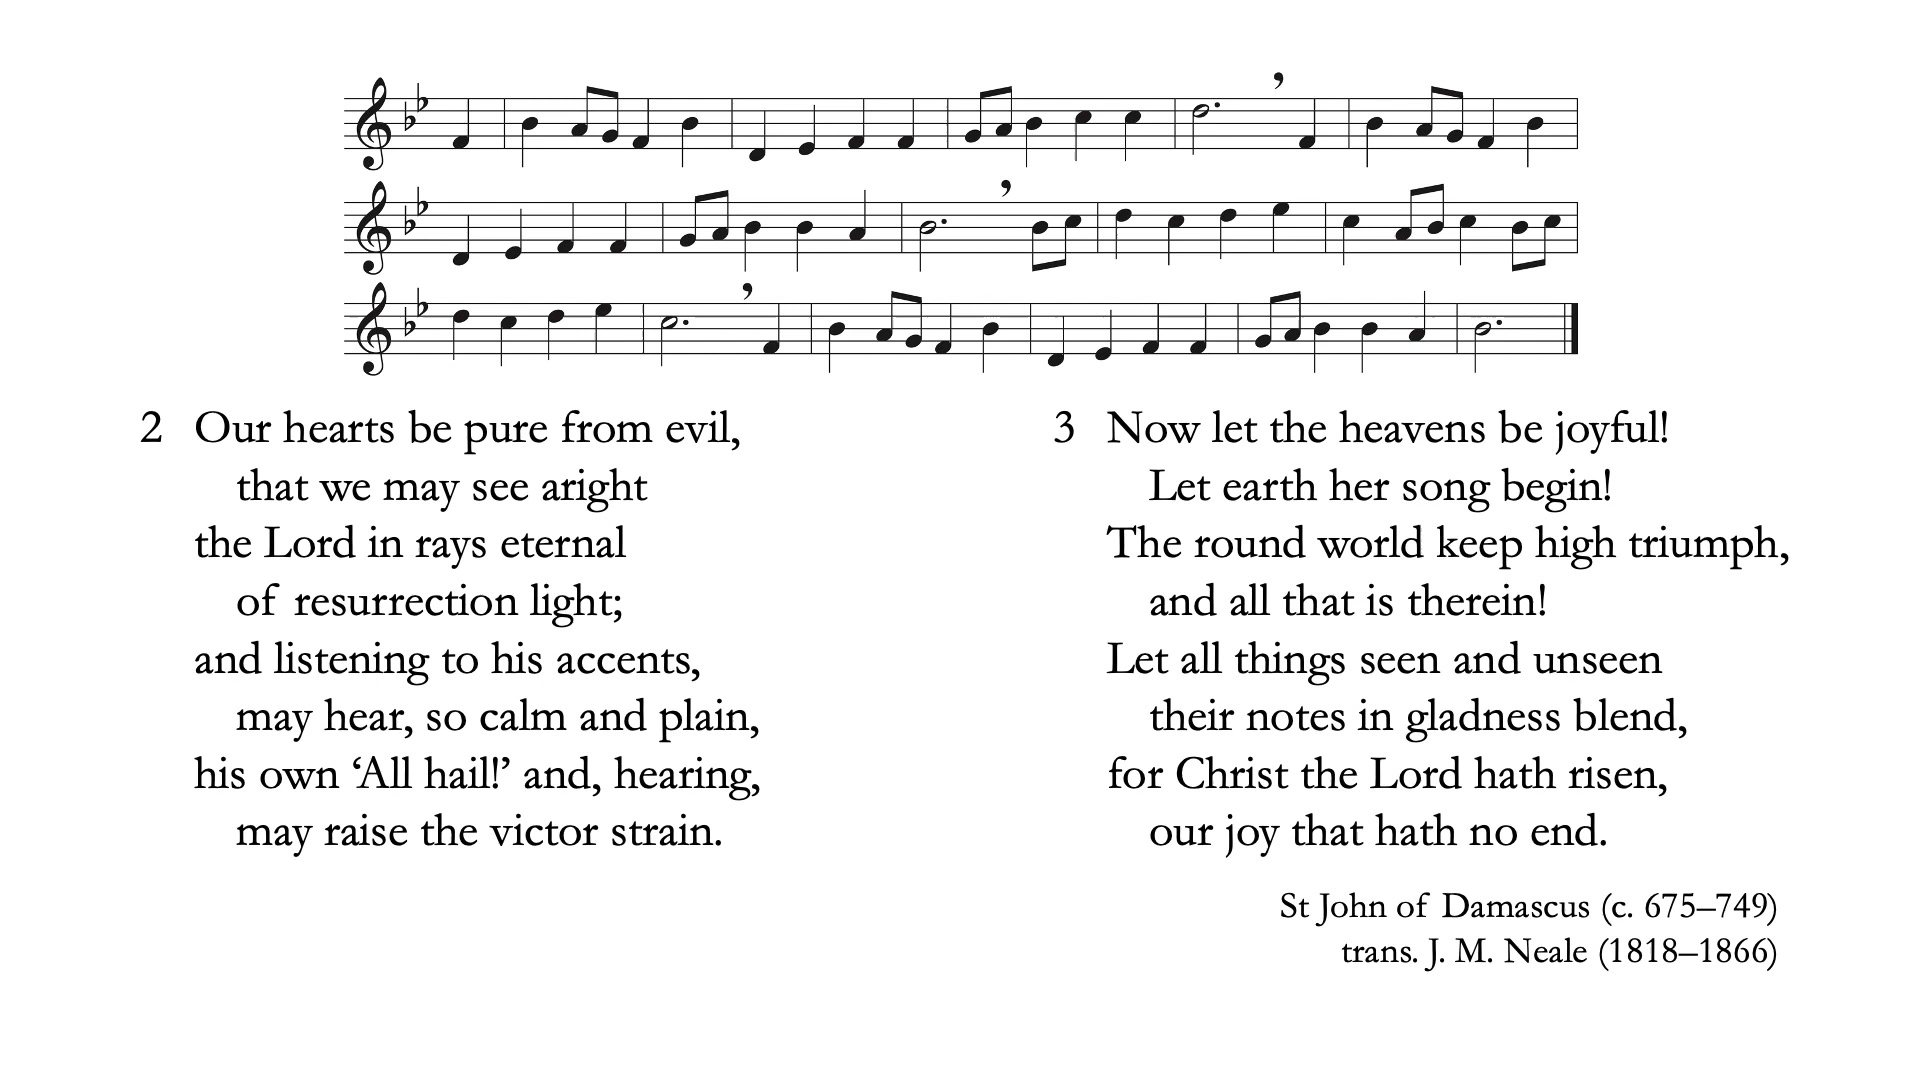 2 Our hearts be pure from evil,
that we may see aright
the Lord in rays eternal
of resurrection light;
and listening to his accents,
may hear, so calm and plain,
his own ‘All hail!’ and, hearing,
may raise the victor strain.
3 Now let the heavens be joyful!
Let earth her song begin!
The round world keep high triumph,
and all that is therein!
Let all things seen and unseen
their notes in gladness blend,
for Christ the Lord hath risen,
our joy that hath no end.
St John of Damascus (c. 675–749)
trans. J. M. Neale (1818–1866)